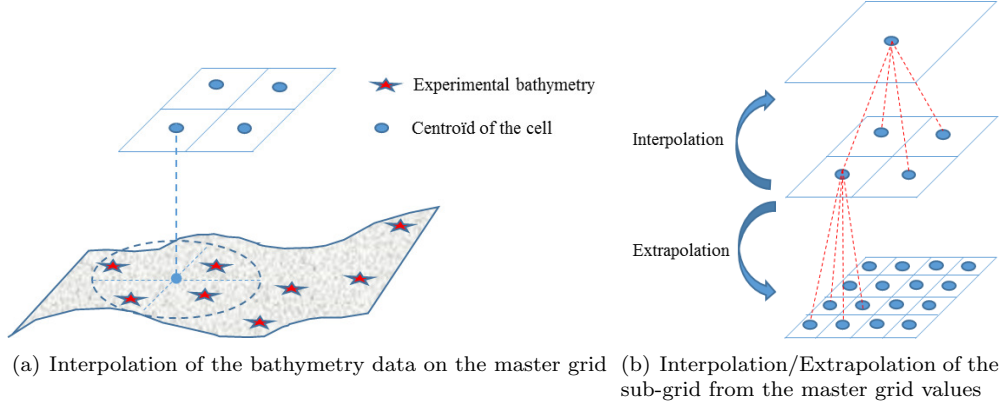 Experimental bathymetry
Centroïd of the cell
(a) Interpolation of the bathymetry data on the master grid
Interpolation
Extrapolation
(b) Interpolation/Extrapolation of the
sub-grid from the master grid values